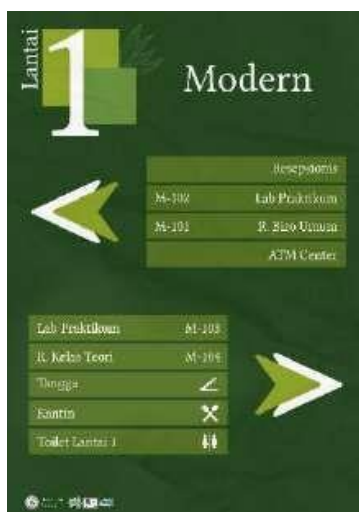 Lantai
1
Modern
Resepsionis
M-102 Lab Praktikum
M-101 R. Biro Umum
ATM Center
Lab Praktikum M-103
R. Kelas Teori M-104
Tangga
Kantin
Toilet Lantai 1